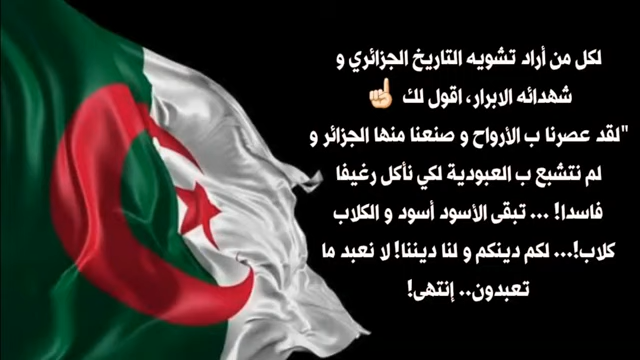 لكل من أراد تشويه التاريخ الجزائري و
شهدائه الابرار، اقول لك ☝🏻
"لقد عصرنا ب الأرواح و صنعنا منها الجزائر و
لم نتشبع ب العبودية لكي نأكل رغيفا
فاسدا! ... تبقى الأسود أسود و الكلاب
كلاب!... لكم دينكم و لنا ديننا! لا نعبد ما
تعبدون.. إنتهى!